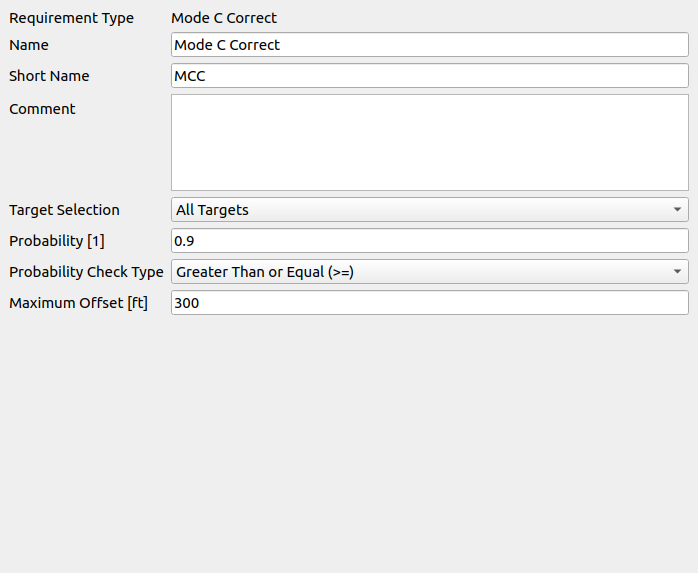 Requirement Type Mode C Correct
Name Mode C Correct
Short Name MCC
Comment
Target Selection All Targets
Probability [1] 0.9
Probability Check Type Greater Than or Equal (>=)
Maximum Offset [ft] 300